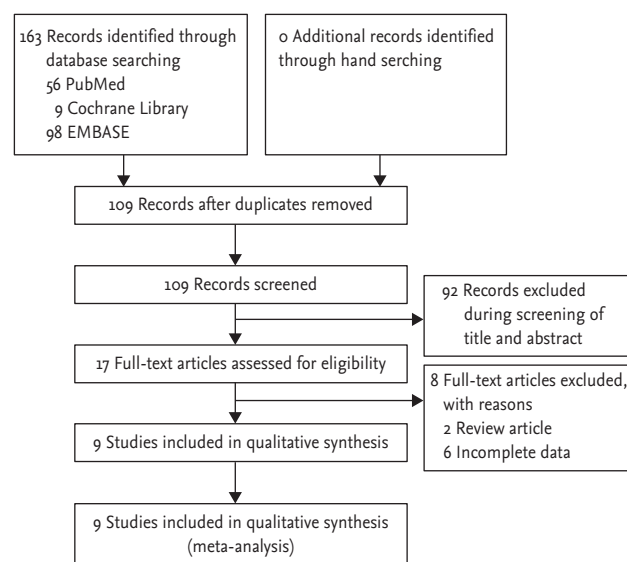 163 Records identified through
database searching
56 PubMed
9 Cochrane Library
98 EMBASE
0 Additional records identified
through hand serching
109 Records after duplicates removed
109 Records screened
92 Records excluded
during screening of
title and abstract
17 Full-text articles assessed for eligibility
8 Full-text articles excluded,
with reasons
2 Review article
6 Incomplete data
9 Studies included in qualitative synthesis
9 Studies included in qualitative synthesis
(meta-analysis)